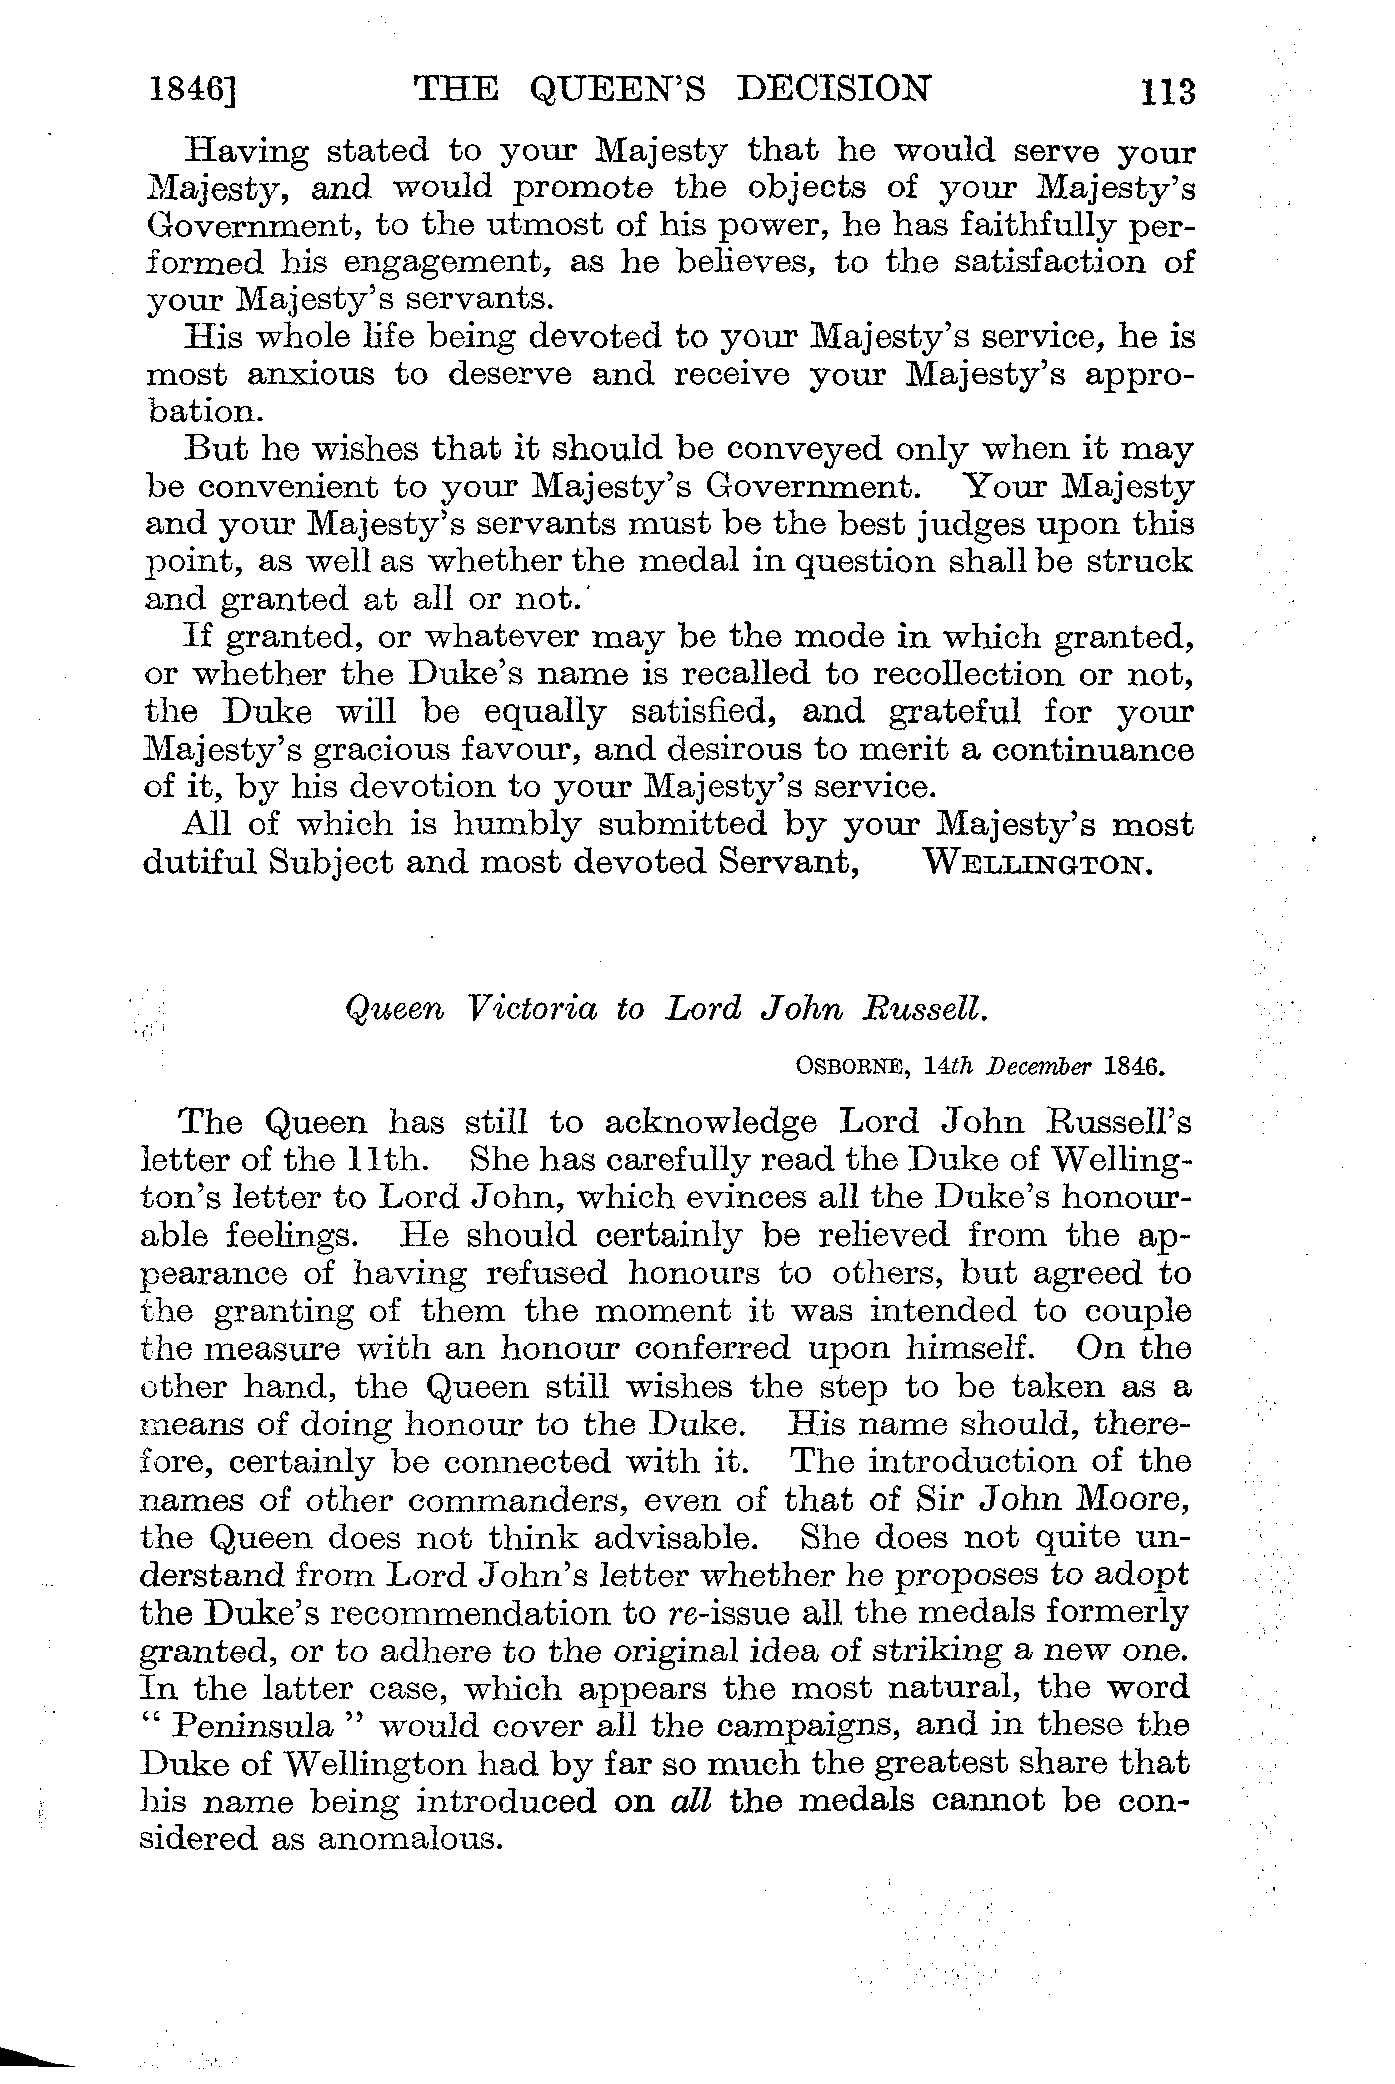 1846] THE QUEEN'S DECISION 113
Having stated to your Majesty that he would serve your
Majesty, and would promote the objects of your Majesty's
Government, to the utmost of his power, he has faithfully per-
formed his engagement, as he believes, to the satisfaction of
your Majesty's servants.
His whole life being devoted to your Majesty's service, he is
most anxious to deserve and receive your Majesty's appro-
bation.
But he wishes that it should be conveyed only when it may
be convenient to your Majesty's Government. Your Majesty
and your Majesty's servants must be the best judges upon this
point, as well as whether the medal in question shall be struck
and granted at all or not.
If granted, or whatever may be the mode in which granted,
or whether the Duke's name is recalled to recollection or not,
the Duke will be equally satisfied, and grateful for your
Majesty's gracious favour, and desirous to merit a continuance
of it, by his devotion to your Majesty's service.
All of which is humbly submitted by your Majesty's most
dutiful Subject and most devoted Servant, WELLINGTON.
Queen Victoria to Lord John Russell.
OSBORNE, 14th December 1846.
The Queen has still to acknowledge Lord John Russell's
letter of the 11th. She has carefully read the Duke of Welling-
ton's letter to Lord John, which evinces all the Duke's honour-
able feelings. He should certainly be relieved from the ap-
pearance of having refused honours to others, but agreed to
the granting of them the moment it was intended to couple
the measure with an honour conferred upon himself. On the
other hand, the Queen still wishes the step to be taken as a
means of doing honour to the Duke. His name should, there-
fore, certainly be connected with it. The introduction of the
names of other commanders, even of that of Sir John Moore,
the Queen does not think advisable. She does not quite un-
derstand from Lord John's letter whether he proposes to adopt
the Duke's recommendation to re-issue all the medals formerly
granted, or to adhere to the original idea of striking a new one.
In the latter case, which appears the most natural, the word
" Peninsula " would cover all the campaigns, and in these the
Duke of Wellington had by far so much the greatest share that
his name being introduced on all the medals cannot be con-
sidered as anomalous.